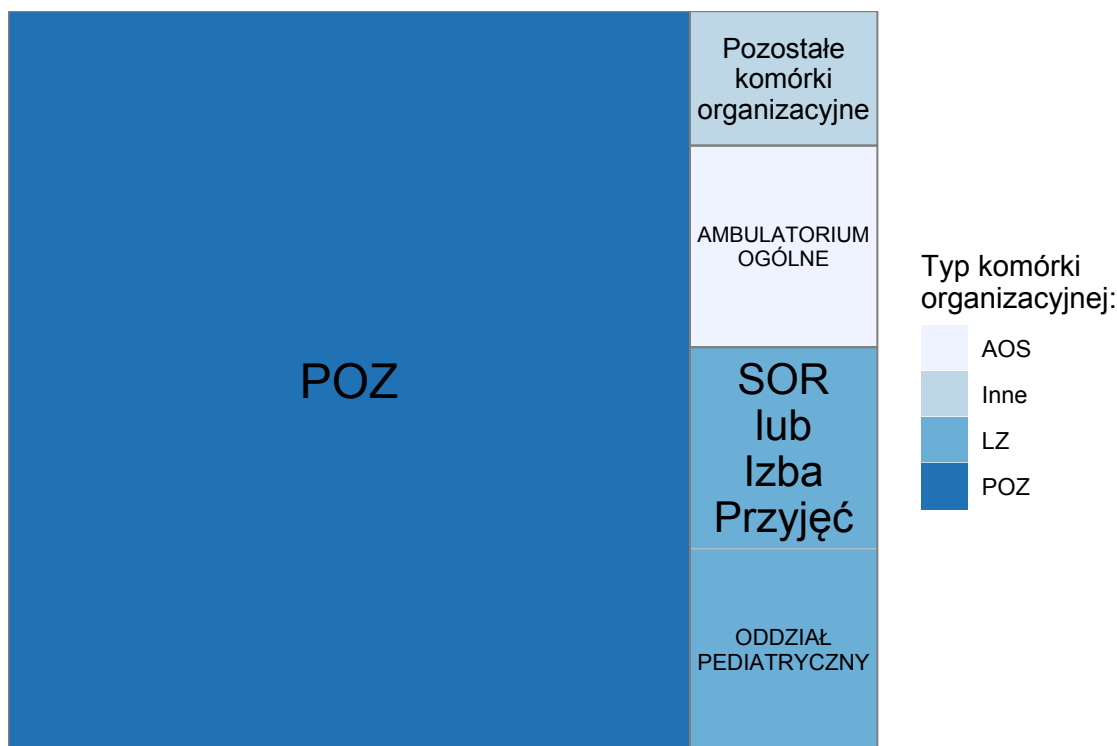 POZ
Pozostałe
komórki
organizacyjne
AMBULATORIUM
OGÓLNE
SOR
lub
Izba
Przyjęć
ODDZIAŁ
PEDIATRYCZNY
Typ komórki
organizacyjnej:
AOS
Inne
LZ
POZ